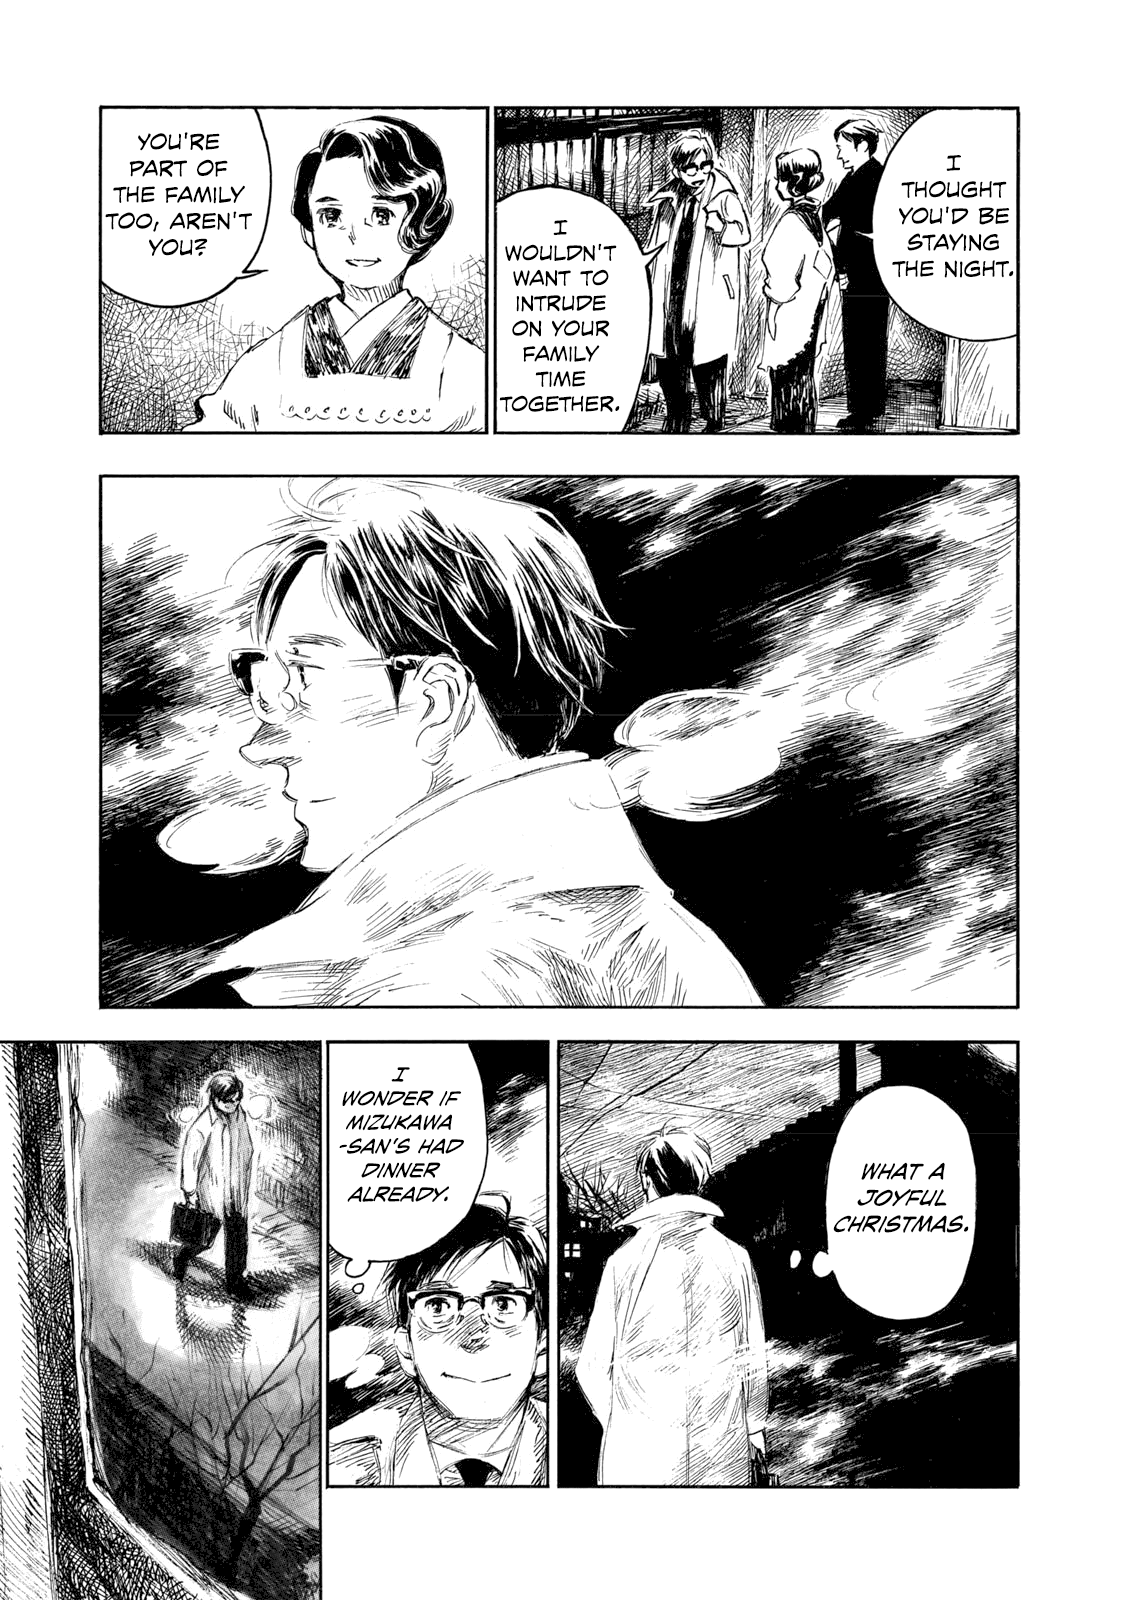 I
THOUGHT
YOU'D BE
STAYING
THE NIGHT.
I
WOULDN'T
WANT TO
INTRUDE
ON YOUR
FAMILY
TIME
TOGETHER.
YOU'RE
PART OF
THE FAMILY
TOO, AREN'T
YOU?
WHAT A
JOYFUL
CHRISTMAS.
I
WONDER IF
MIZUKAWA
-SAN'S HAD
DINNER
ALREADY.